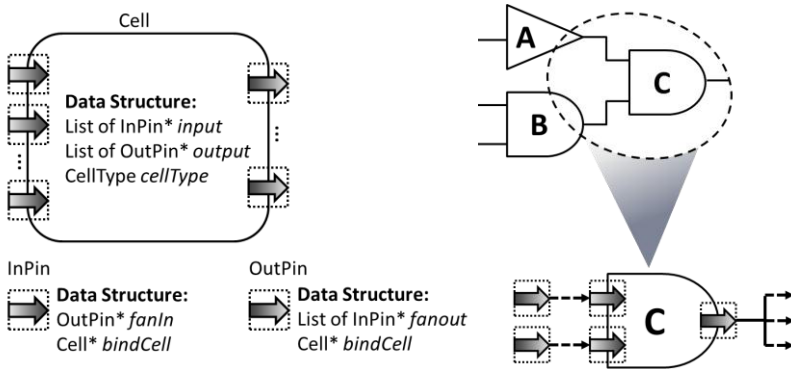 Cell
Data Structure:
List of InPin* input
List of OutPin* output
CellType cellType
InPin
Data Structure:
OutPin* fanIn
Cell* bindCell
OutPin
Data Structure:
List of InPin* fanout
Cell* bindCell
A
B
C
C